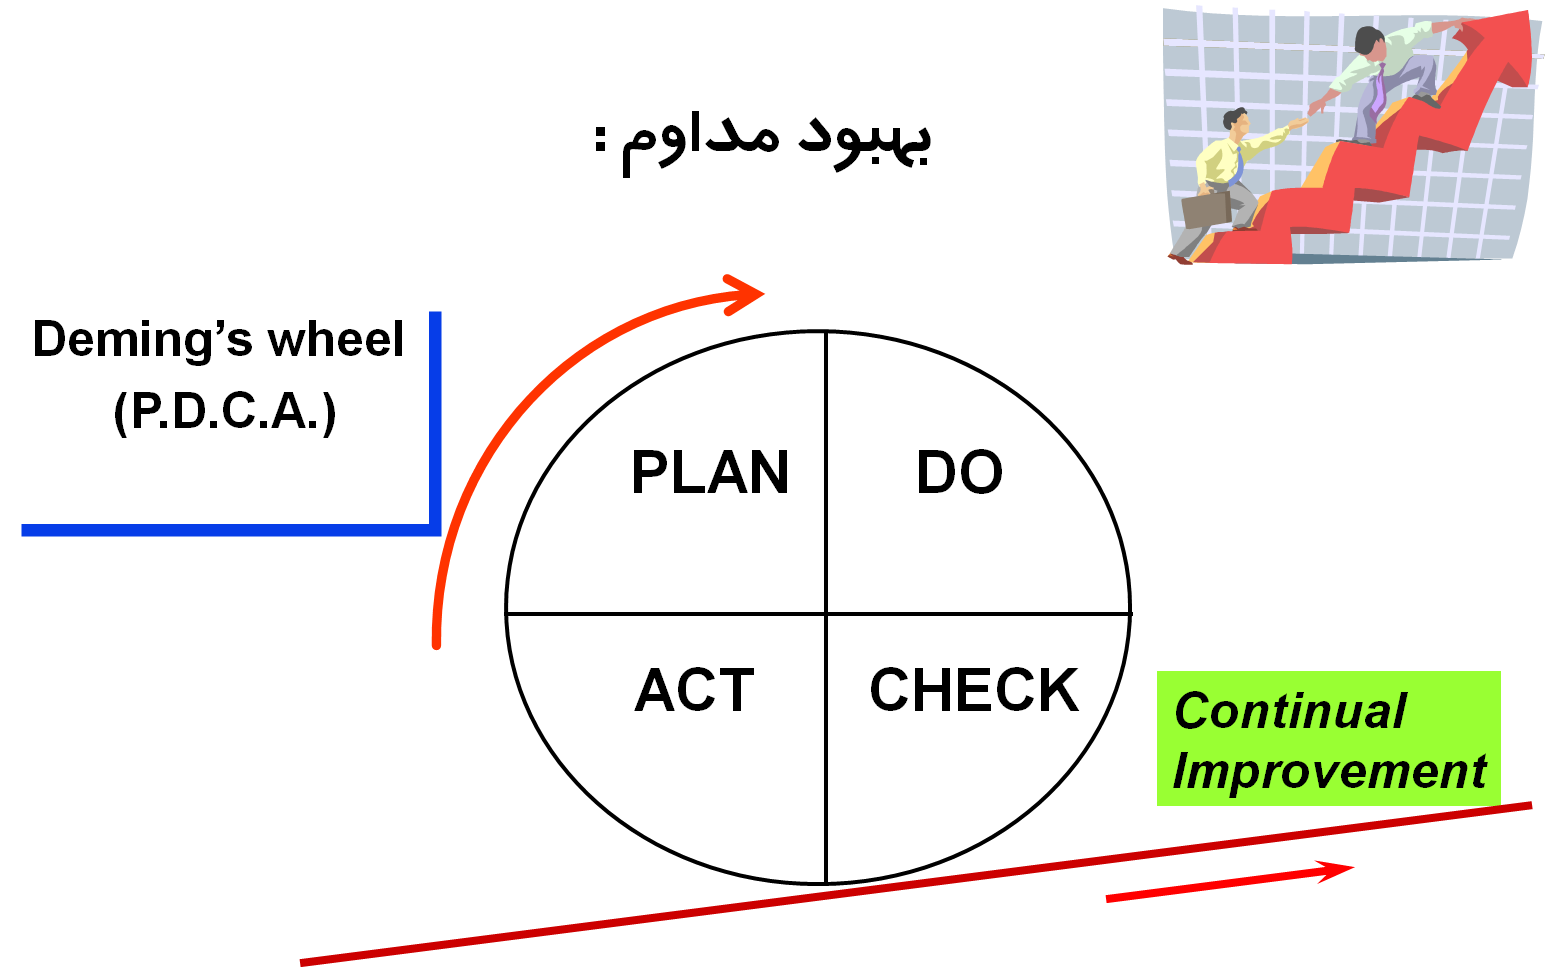 بهبود مداوم :
Deming’s wheel
(P.D.C.A.)
PLAN
DO
ACT
CHECK
Continual
Improvement